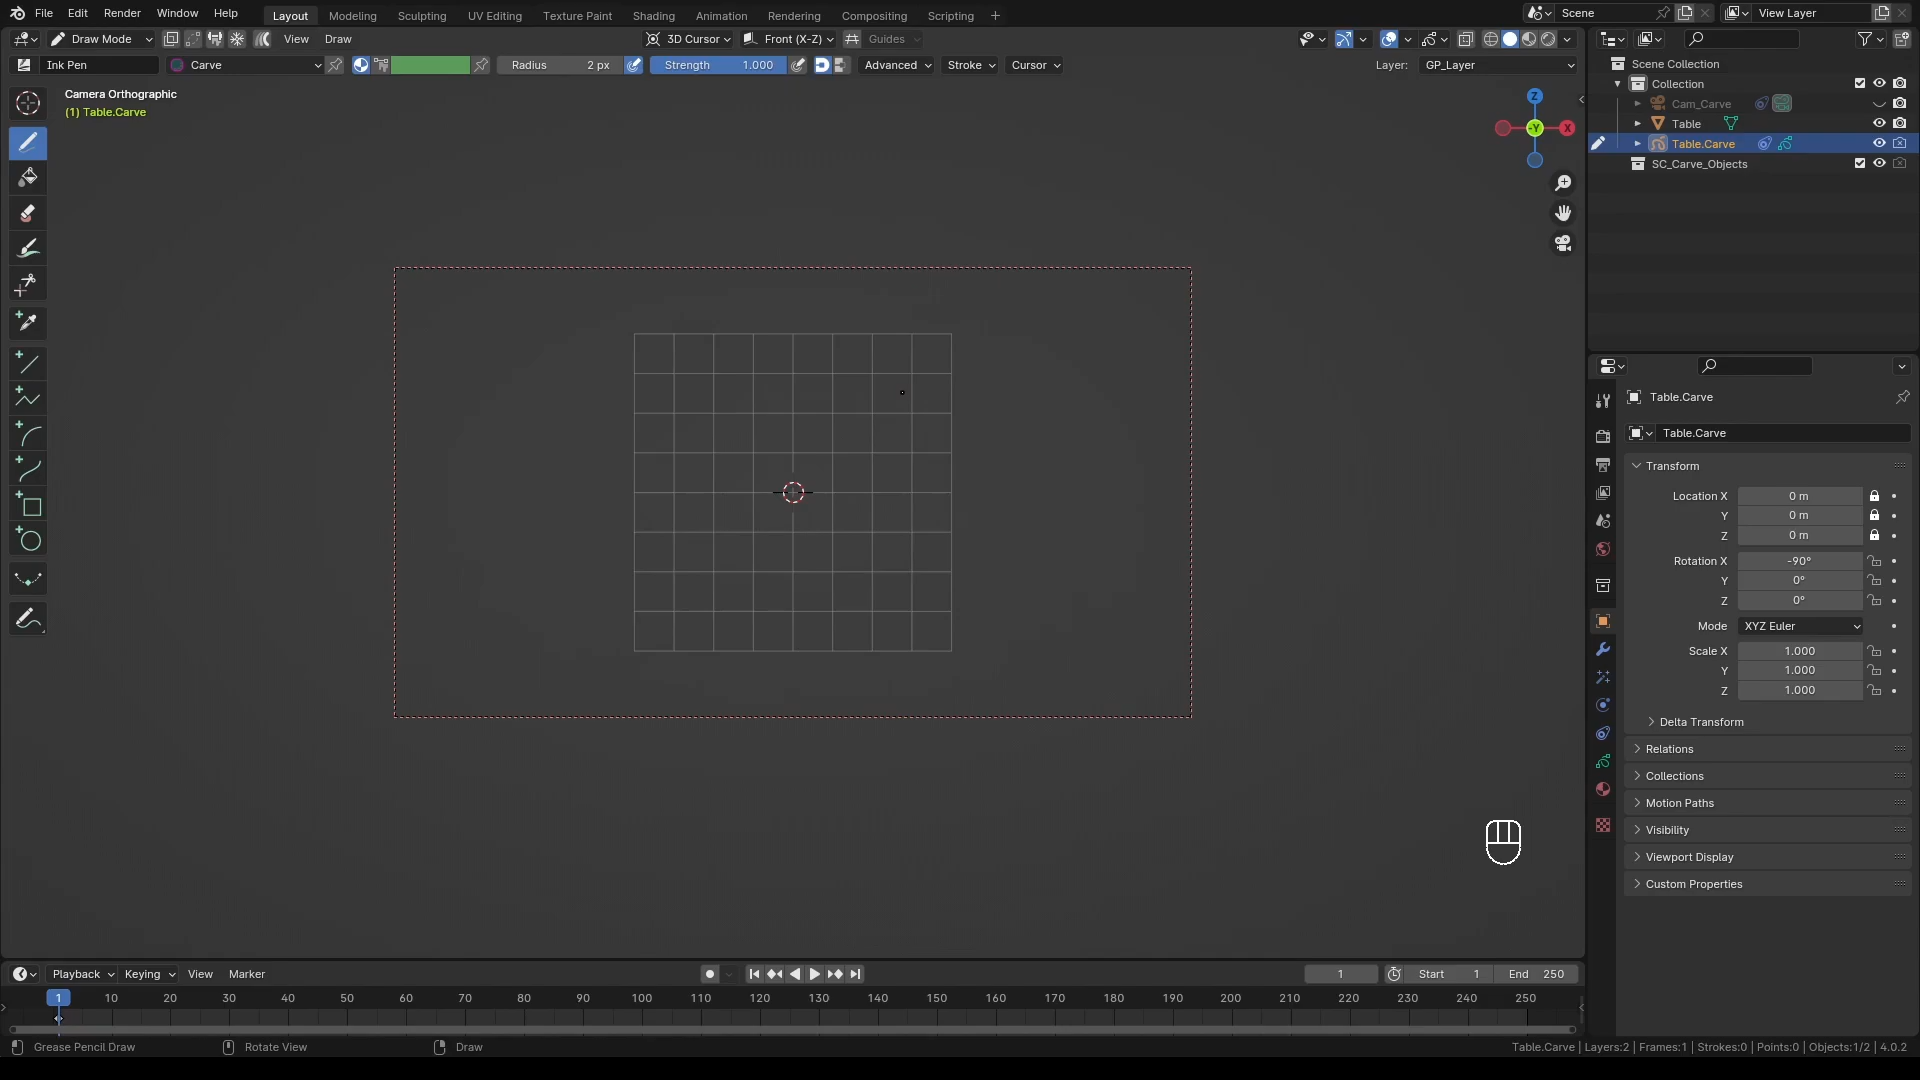 File Edit Render Window Help Layout Modeling Sculpting UV Editing Texture Paint Shading Animation Rendering Compositing Scripting + Scene View Layer
Draw Mode View Draw 3D Cursor Front (X-Z) Guides
Ink Pen Carve Radius 2 px Strength 1.000 Advanced Stroke Cursor Layer: GP_Layer
Camera Orthographic
(1) Table.Carve
Z
-Y
X
Scene Collection
Collection
Cam_Carve
Table
Table.Carve
SC_Carve_Objects
Table.Carve
Table.Carve
Transform
Location X 0 m
Y 0 m
Z 0 m
Rotation X -90°
Y 0°
Z 0°
Mode XYZ Euler
Scale X 1.000
Y 1.000
Z 1.000
Delta Transform
Relations
Collections
Motion Paths
Visibility
Viewport Display
Custom Properties
Playback Keying View Marker 1 Start 1 End 250
1 10 20 30 40 50 60 70 80 90 100 110 120 130 140 150 160 170 180 190 200 210 220 230 240 250
Grease Pencil Draw Rotate View Draw Table.Carve | Layers:2 | Frames:1 | Strokes:0 | Points:0 | Objects:1/2 | 4.0.2